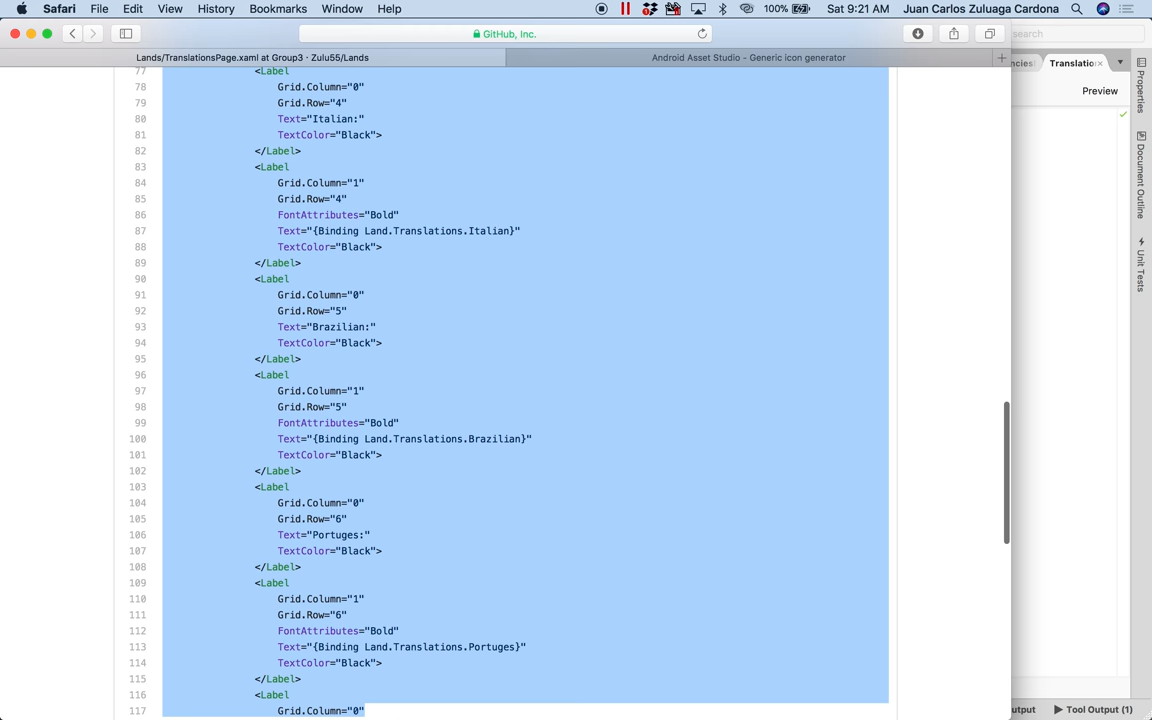 Safari File Edit View History Bookmarks Window Help 100% Sat 9:21 AM Juan Carlos Zuluaga Cardona
GitHub, Inc. search
Lands/TranslationsPage.xaml at Group3 · Zulu55/Lands Android Asset Studio - Generic icon generator + ncies Translatio×
Preview
Properties
Document Outline
Unit Tests
77 <Label
78 Grid.Column="0"
79 Grid.Row="4"
80 Text="Italian:"
81 TextColor="Black">
82 </Label>
83 <Label
84 Grid.Column="1"
85 Grid.Row="4"
86 FontAttributes="Bold"
87 Text="{Binding Land.Translations.Italian}"
88 TextColor="Black">
89 </Label>
90 <Label
91 Grid.Column="0"
92 Grid.Row="5"
93 Text="Brazilian:"
94 TextColor="Black">
95 </Label>
96 <Label
97 Grid.Column="1"
98 Grid.Row="5"
99 FontAttributes="Bold"
100 Text="{Binding Land.Translations.Brazilian}"
101 TextColor="Black">
102 </Label>
103 <Label
104 Grid.Column="0"
105 Grid.Row="6"
106 Text="Portuges:"
107 TextColor="Black">
108 </Label>
109 <Label
110 Grid.Column="1"
111 Grid.Row="6"
112 FontAttributes="Bold"
113 Text="{Binding Land.Translations.Portuges}"
114 TextColor="Black">
115 </Label>
116 <Label
117 Grid.Column="0"
utput Tool Output (1)